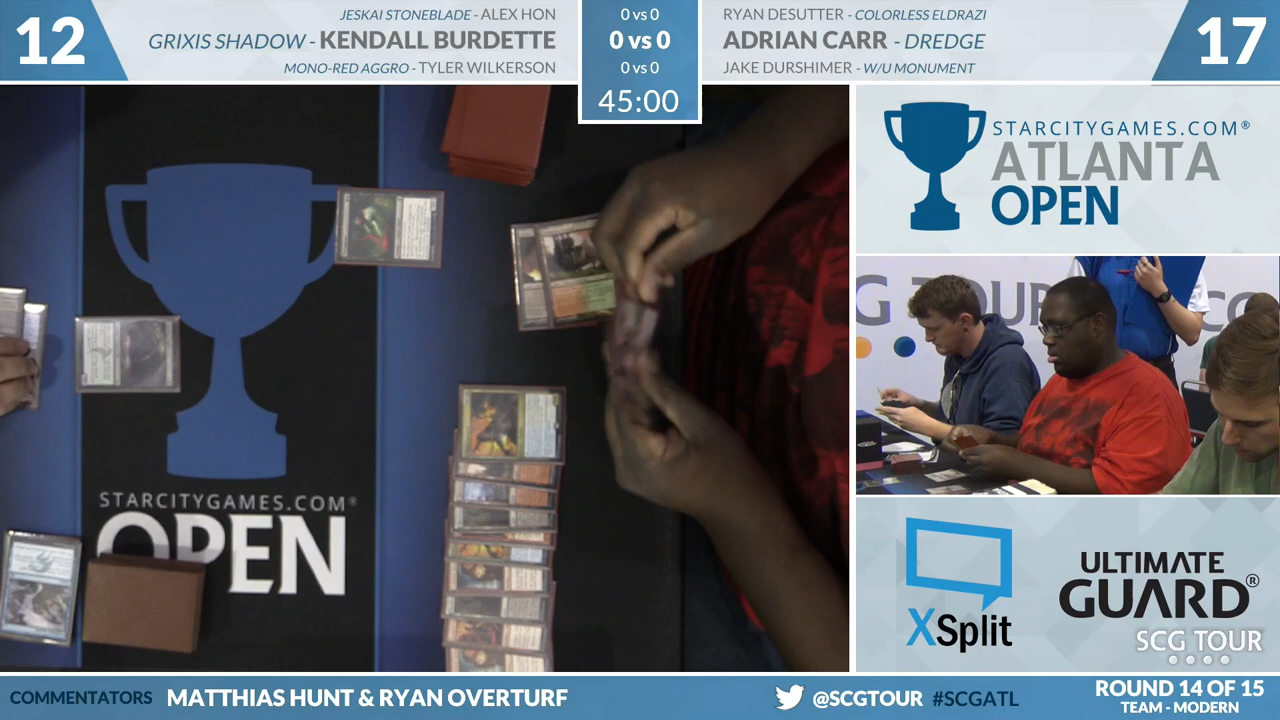 12
JESKAI STONEBLADE - ALEX HON
GRIXIS SHADOW - KENDALL BURDETTE
MONO-RED AGGRO - TYLER WILKERSON
0 vs 0
0 vs 0
0 vs 0
45:00
RYAN DESUTTER - COLORLESS ELDRAZI
ADRIAN CARR - DREDGE
JAKE DURSHIMER - W/U MONUMENT
17
STARCITYGAMES.COM®
OPEN
STARCITYGAMES.COM®
ATLANTA
OPEN
G TOUR
XSplit
ULTIMATE
GUARD®
SCG TOUR
COMMENTATORS MATTHIAS HUNT & RYAN OVERTURF
@SCGTOUR #SCGATL
ROUND 14 OF 15
TEAM - MODERN